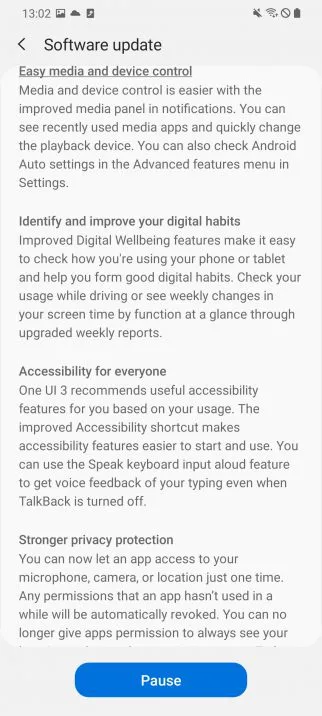 13:02
Software update
Easy media and device control
Media and device control is easier with the
improved media panel in notifications. You can
see recently used media apps and quickly change
the playback device. You can also check Android
Auto settings in the Advanced features menu in
Settings.
Identify and improve your digital habits
Improved Digital Wellbeing features make it easy
to check how you're using your phone or tablet
and help you form good digital habits. Check your
usage while driving or see weekly changes in
your screen time by function at a glance through
upgraded weekly reports.
Accessibility for everyone
One UI 3 recommends useful accessibility
features for you based on your usage. The
improved Accessibility shortcut makes
accessibility features easier to start and use. You
can use the Speak keyboard input aloud feature
to get voice feedback of your typing even when
TalkBack is turned off.
Stronger privacy protection
You can now let an app access to your
microphone, camera, or location just one time.
Any permissions that an app hasn't used in a
while will be automatically revoked. You can no
longer give apps permission to always see your
Pause